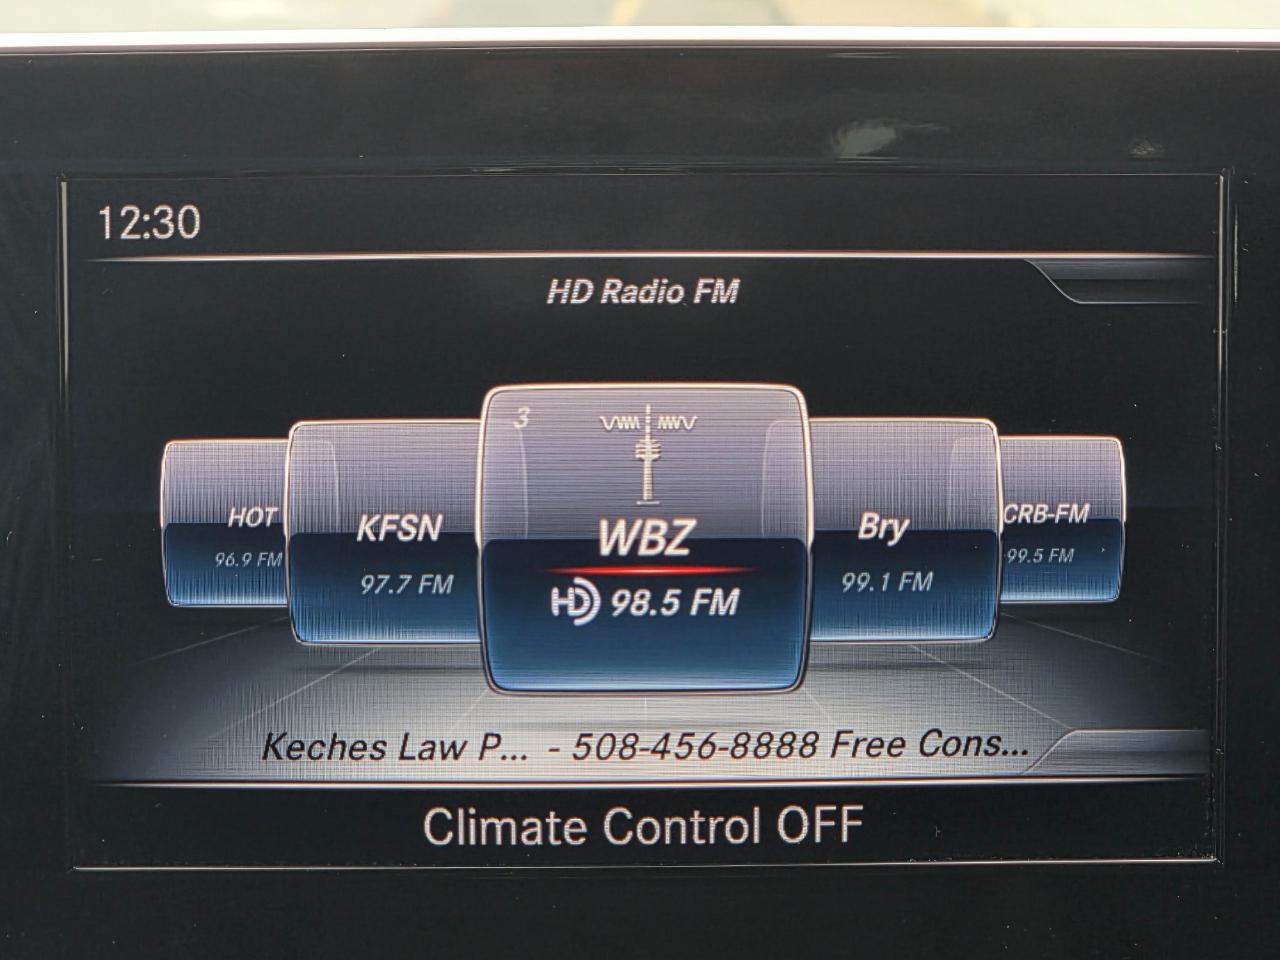 12:30
HD Radio FM
3
HOT
96.9 FM
KFSN
97.7 FM
WBZ
HD 98.5 FM
Bry
99.1 FM
CRB-FM
99.5 FM
Keches Law P... - 508-456-8888 Free Cons...
Climate Control OFF